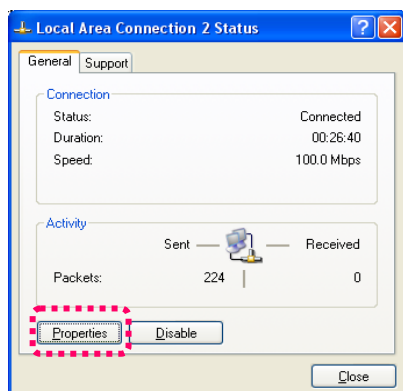 Local Area Connection 2 Status
General Support
Connection
Status: Connected
Duration: 00:26:40
Speed: 100.0 Mbps
Activity
Sent — — Received
Packets: 224 | 0
Properties Disable
Close